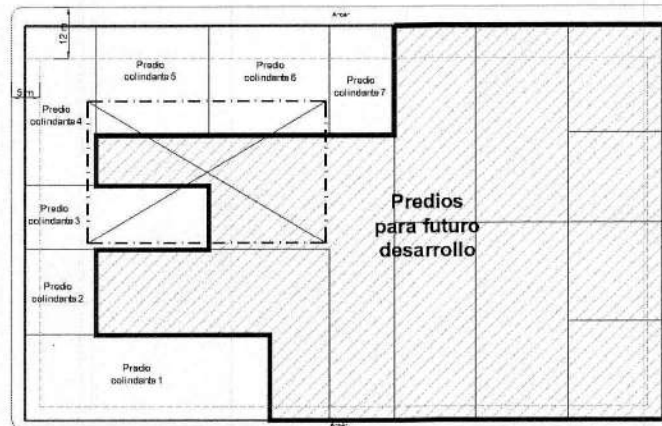 Andén
12 m
5 m
Predio
colindante 5
Predio
colindante 6
Predio
colindante 7
Predio
colindante 4
Predio
colindante 3
Predio
colindante 2
Predio
colindante 1
Predios
para futuro
desarrollo